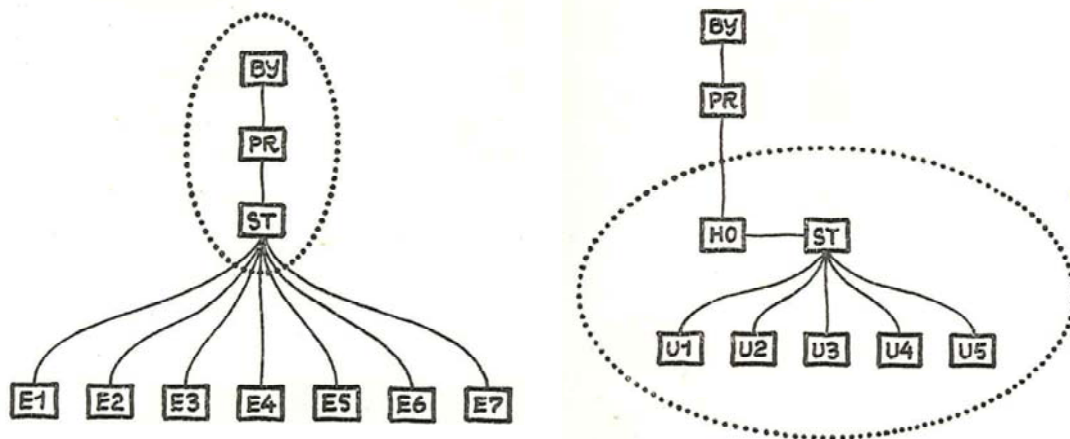 BY
PR
ST
E1 E2 E3 E4 E5 E6 E7
BY
PR
HO ST
U1 U2 U3 U4 U5